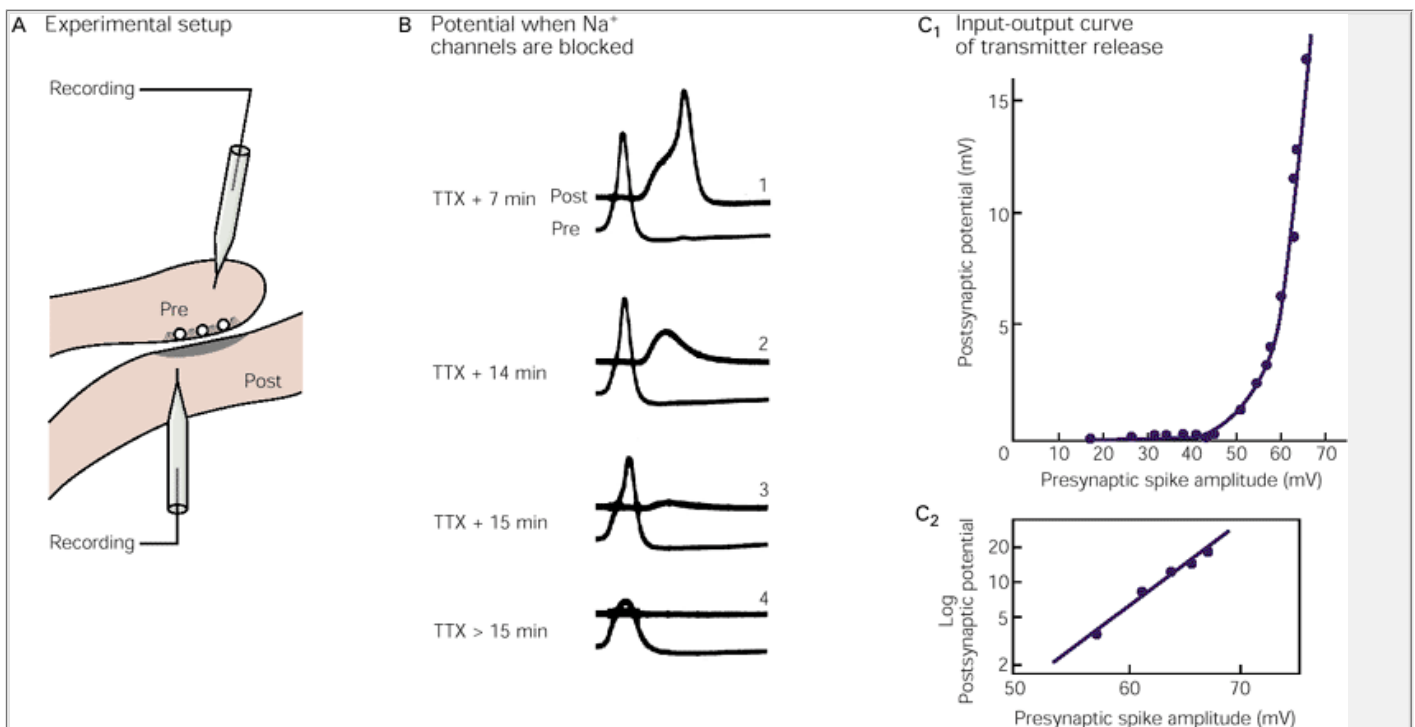 A Experimental setup
Recording
Pre
Post
Recording
B Potential when Na⁺
channels are blocked
TTX + 7 min
Post
Pre
1
TTX + 14 min
2
TTX + 15 min
3
TTX > 15 min
4
C₁ Input-output curve
of transmitter release
Postsynaptic potential (mV)
15
10
5
0 10 20 30 40 50 60 70
Presynaptic spike amplitude (mV)
C₂
Log
Postsynaptic potential
20
10
5
2
50 60 70
Presynaptic spike amplitude (mV)